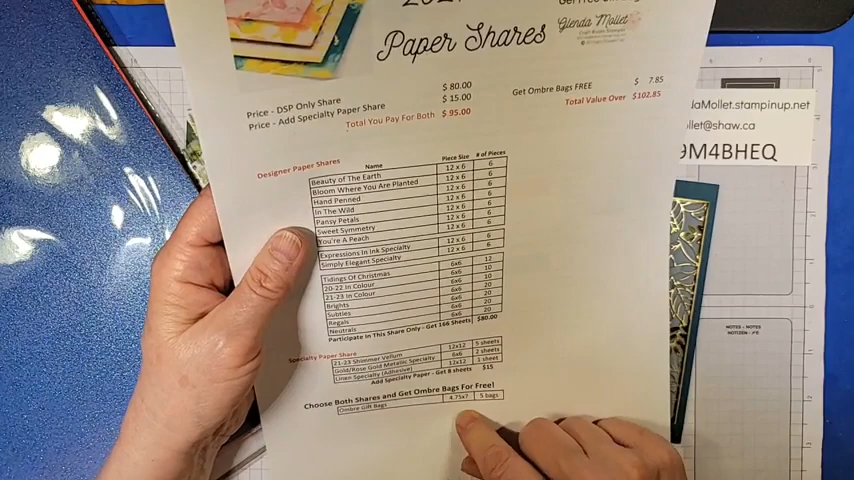 Paper Shares
Glenda Mollet
Price - DSP Only Share $ 80.00
Price - Add Specialty Paper Share $ 15.00
Total You Pay For Both $ 95.00
Get Ombre Bags FREE $ 7.85
Total Value Over $102.85
Designer Paper Shares
Name Piece Size # of Pieces
Beauty of The Earth 12 x 6 6
Bloom Where You Are Planted 12 x 6 6
Hand Penned 12 x 6 6
In The Wild 12 x 6 6
Pansy Petals 12 x 6 6
Sweet Symmetry 12 x 6 6
You're A Peach 12 x 6 6
Expressions In Ink Specialty 12 x 6 6
Simply Elegant Specialty 12 x 6 6
Tidings Of Christmas 6x6 12
20-22 In Colour 6x6 10
21-23 In Colour 6x6 10
Brights 6x6 20
Subtles 6x6 20
Regals 6x6 20
Neutrals 6x6 20
Participate In This Share Only - Get 166 Sheets $80.00
Specialty Paper Share
21-23 Shimmer Vellum 12x12 5 sheets
Gold/Rose Gold Metallic Specialty 6x6 2 sheets
Linen Specialty (Adhesive) 12x12 1 sheet
Add Specialty Paper - Get 8 sheets $15
Choose Both Shares and Get Ombre Bags For Free!
Ombre Gift Bags 4.75x7 5 bags
daMollet.stampinup.net
ollet@shaw.ca
9M4BHEQ
NOTES - NOTES